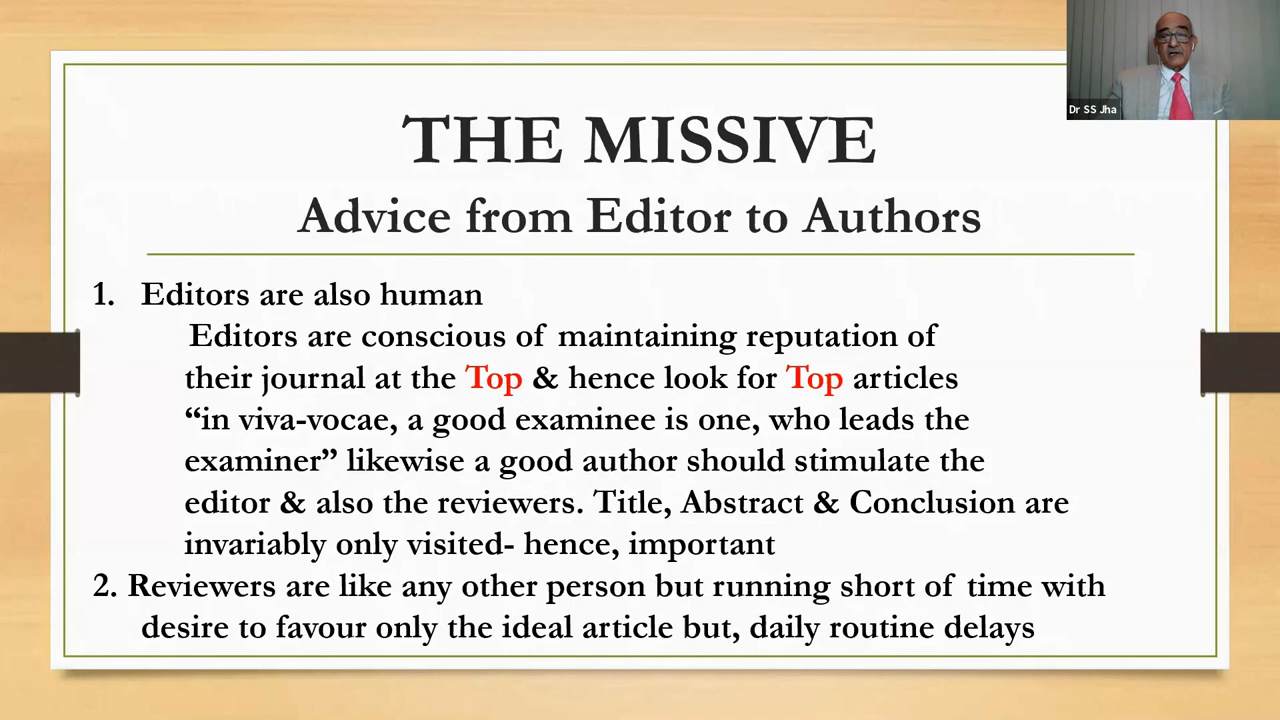 THE MISSIVE
Advice from Editor to Authors
1. Editors are also human
Editors are conscious of maintaining reputation of
their journal at the Top & hence look for Top articles
“in viva-vocae, a good examinee is one, who leads the
examiner” likewise a good author should stimulate the
editor & also the reviewers. Title, Abstract & Conclusion are
invariably only visited- hence, important
2. Reviewers are like any other person but running short of time with
desire to favour only the ideal article but, daily routine delays
Dr SS Jha